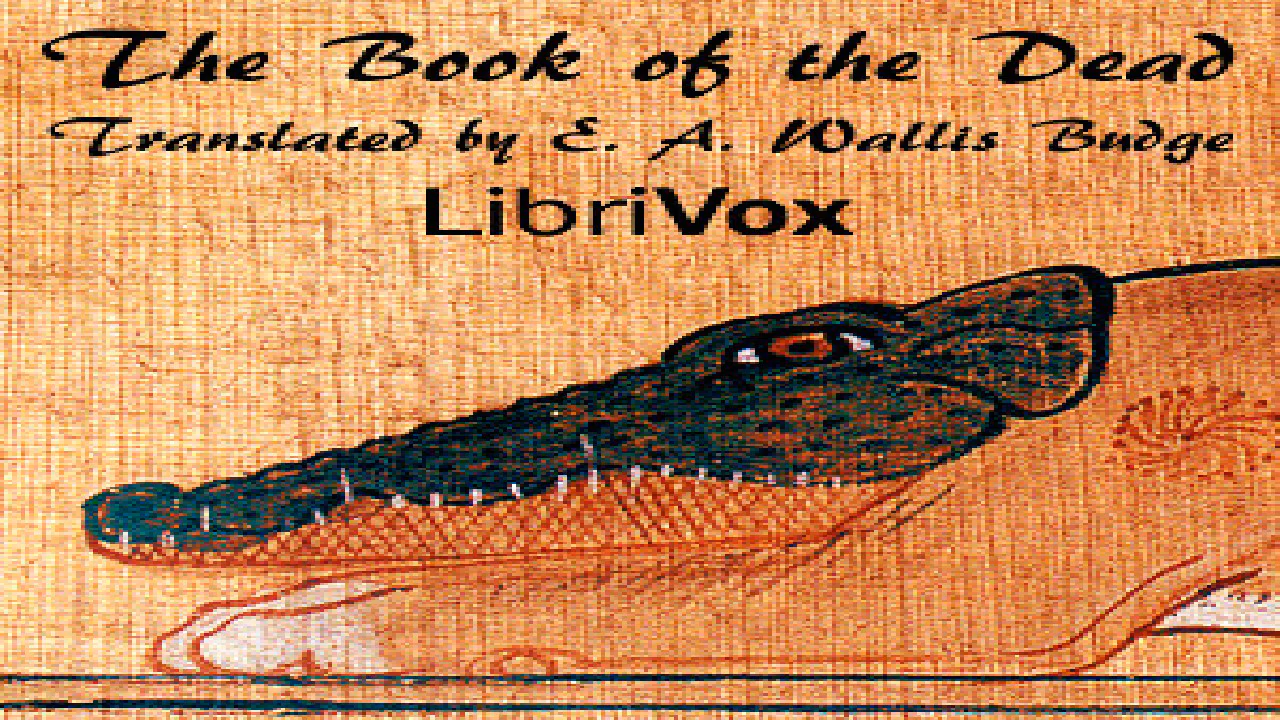 The Book of the Dead
Translated by E. A. Wallis Budge
LibriVox